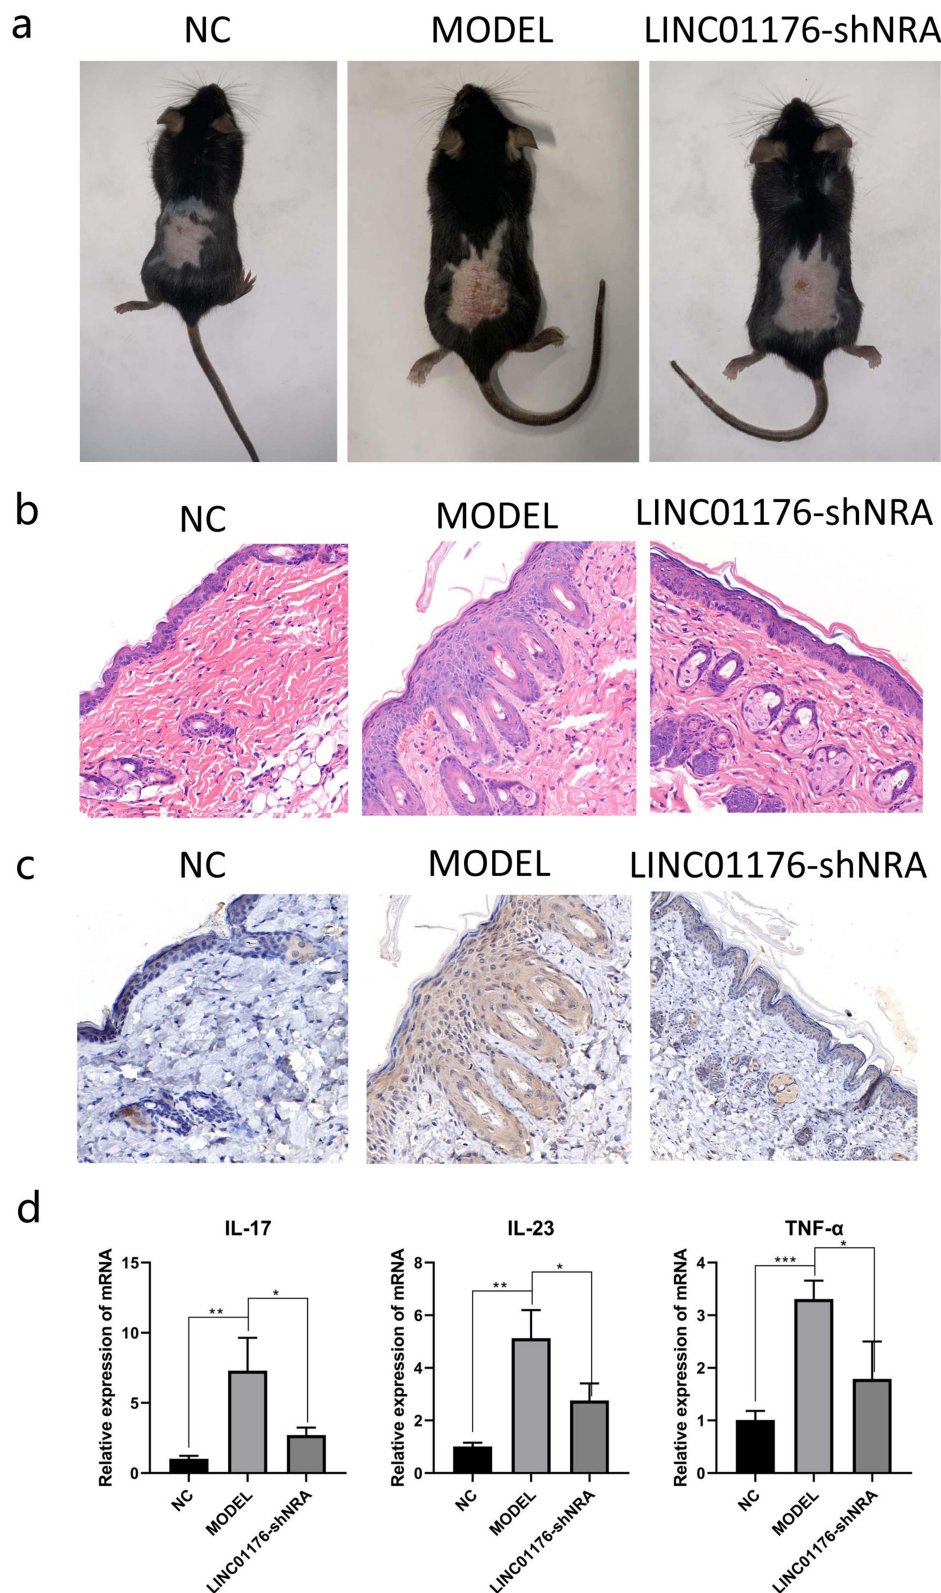 a
NC MODEL LINC01176-shNRA
b
NC MODEL LINC01176-shNRA
c
NC MODEL LINC01176-shNRA
d
IL-17
Relative expression of mRNA
15
10
5
0
**
*
NC
MODEL
LINC01176-shNRA
IL-23
Relative expression of mRNA
8
6
4
2
0
**
*
NC
MODEL
LINC01176-shNRA
TNF-α
Relative expression of mRNA
4
3
2
1
0
***
*
NC
MODEL
LINC01176-shNRA